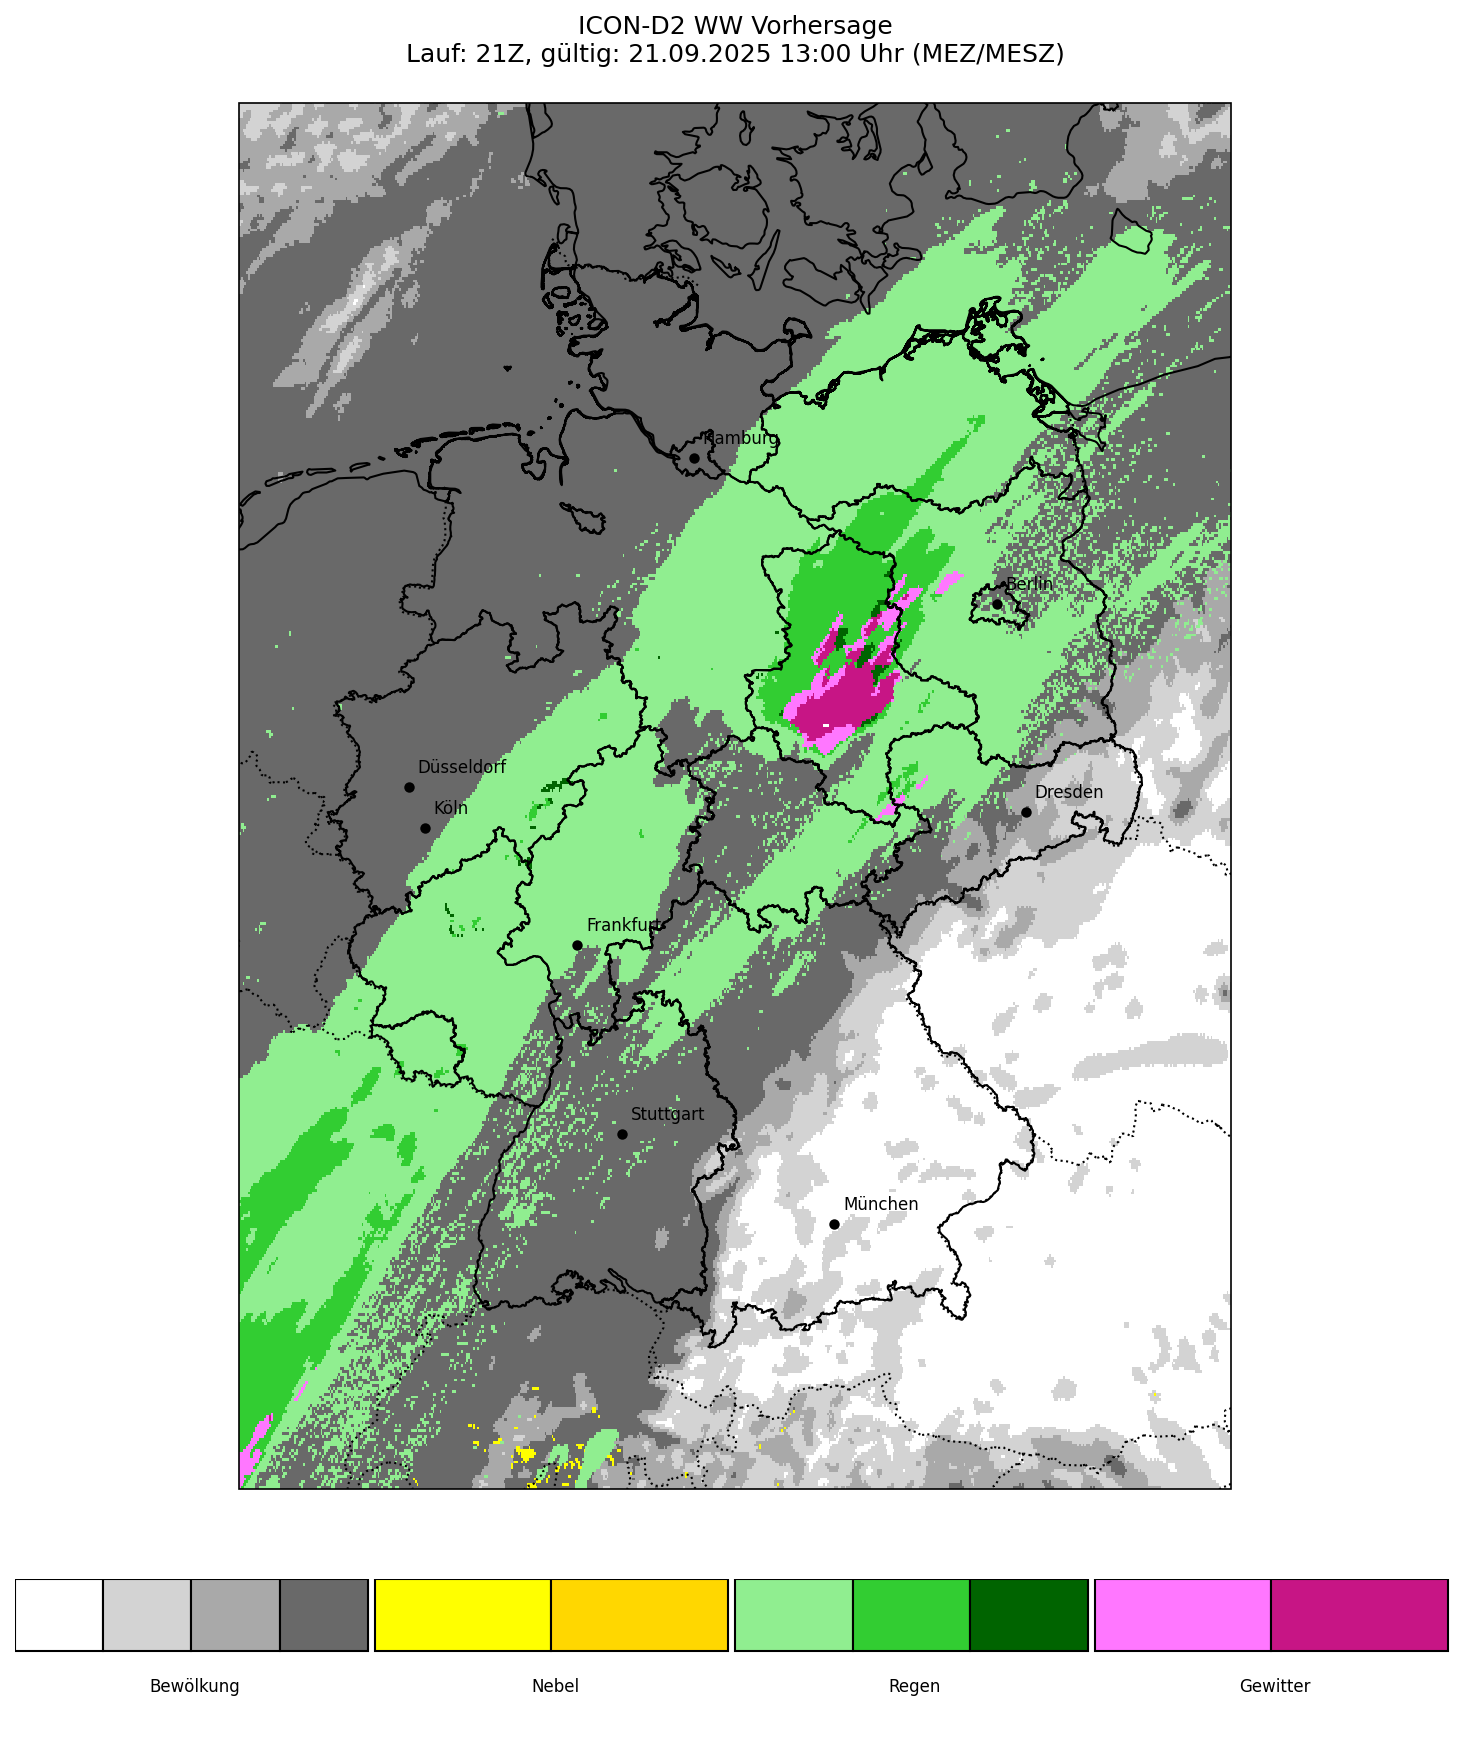 ICON-D2 WW Vorhersage
Lauf: 21Z, gültig: 21.09.2025 13:00 Uhr (MEZ/MESZ)
Hamburg
Berlin
Düsseldorf
Köln
Dresden
Frankfurt
Stuttgart
München
Bewölkung
Nebel
Regen
Gewitter